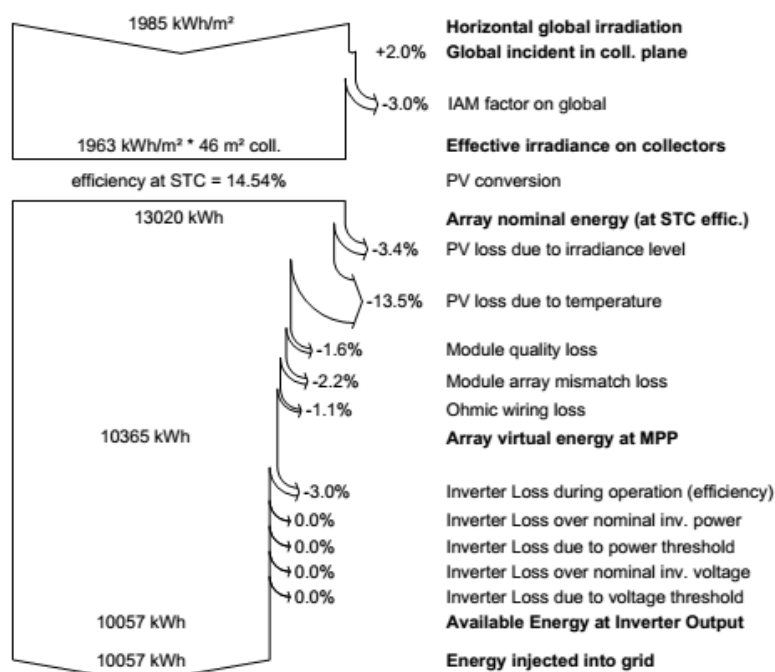 1985 kWh/m² Horizontal global irradiation
+2.0% Global incident in coll. plane
-3.0% IAM factor on global
1963 kWh/m² * 46 m² coll. Effective irradiance on collectors
efficiency at STC = 14.54% PV conversion
13020 kWh Array nominal energy (at STC effic.)
-3.4% PV loss due to irradiance level
-13.5% PV loss due to temperature
-1.6% Module quality loss
-2.2% Module array mismatch loss
-1.1% Ohmic wiring loss
10365 kWh Array virtual energy at MPP
-3.0% Inverter Loss during operation (efficiency)
0.0% Inverter Loss over nominal inv. power
0.0% Inverter Loss due to power threshold
0.0% Inverter Loss over nominal inv. voltage
0.0% Inverter Loss due to voltage threshold
10057 kWh Available Energy at Inverter Output
10057 kWh Energy injected into grid